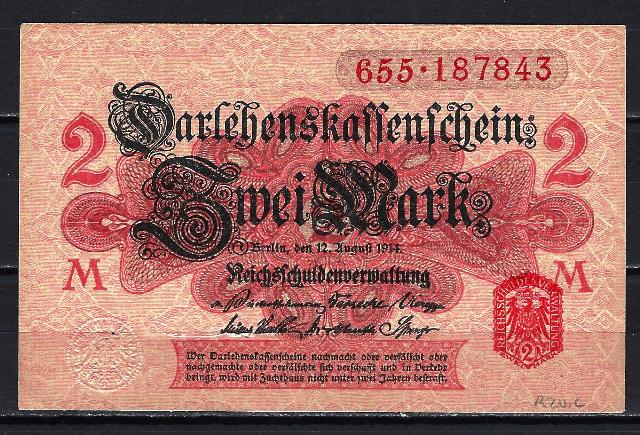 655·187843
Darlehenskassenschein:
2 Zwei Mark 2
M Berlin, den 12. August 1914. M
Reichsschuldenverwaltung
REICHSSCHULDENVERWALTUNG
2
Wer Darlehenskassenscheine nachmacht oder verfälscht oder
nachgemachte oder verfälschte sich verschafft und in Verkehr
bringt, wird mit Zuchthaus nicht unter zwei Jahren bestraft.